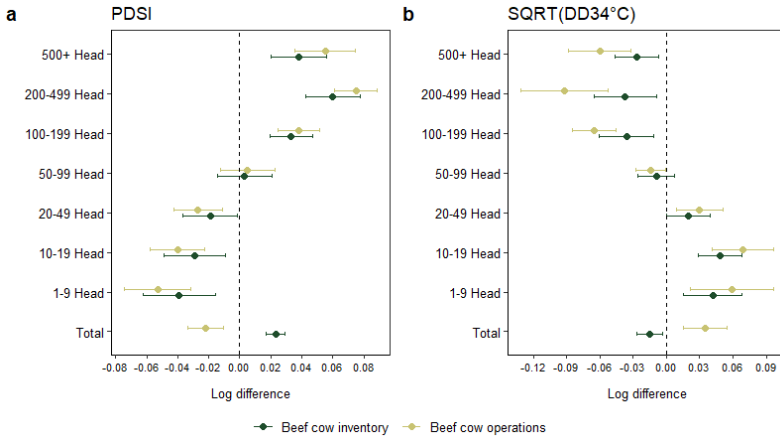 a PDSI
500+ Head
200-499 Head
100-199 Head
50-99 Head
20-49 Head
10-19 Head
1-9 Head
Total
-0.08 -0.06 -0.04 -0.02 0.00 0.02 0.04 0.06 0.08
Log difference
b SQRT(DD34°C)
500+ Head
200-499 Head
100-199 Head
50-99 Head
20-49 Head
10-19 Head
1-9 Head
Total
-0.12 -0.09 -0.06 -0.03 0.00 0.03 0.06 0.09
Log difference
Beef cow inventory Beef cow operations